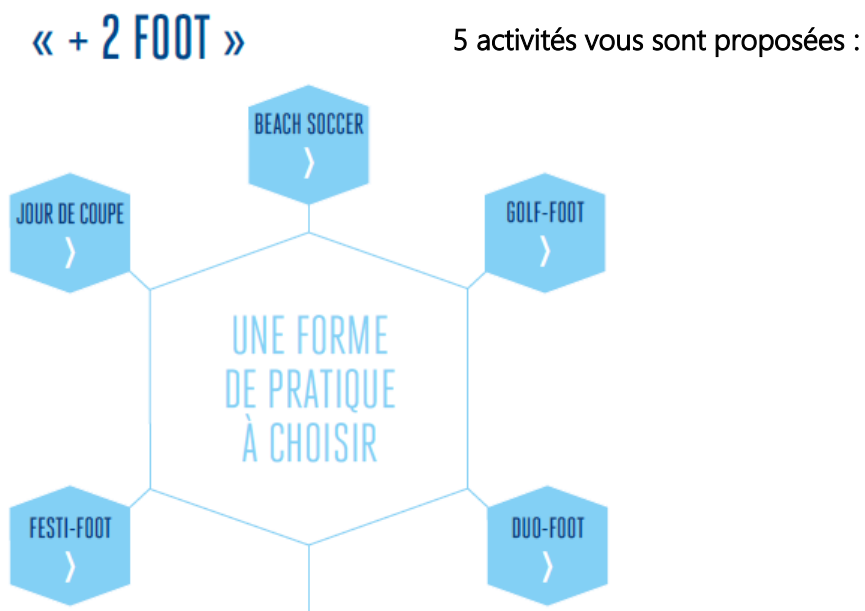 « + 2 FOOT »
5 activités vous sont proposées :
BEACH SOCCER
JOUR DE COUPE
GOLF-FOOT
UNE FORME
DE PRATIQUE
À CHOISIR
FESTI-FOOT
DUO-FOOT